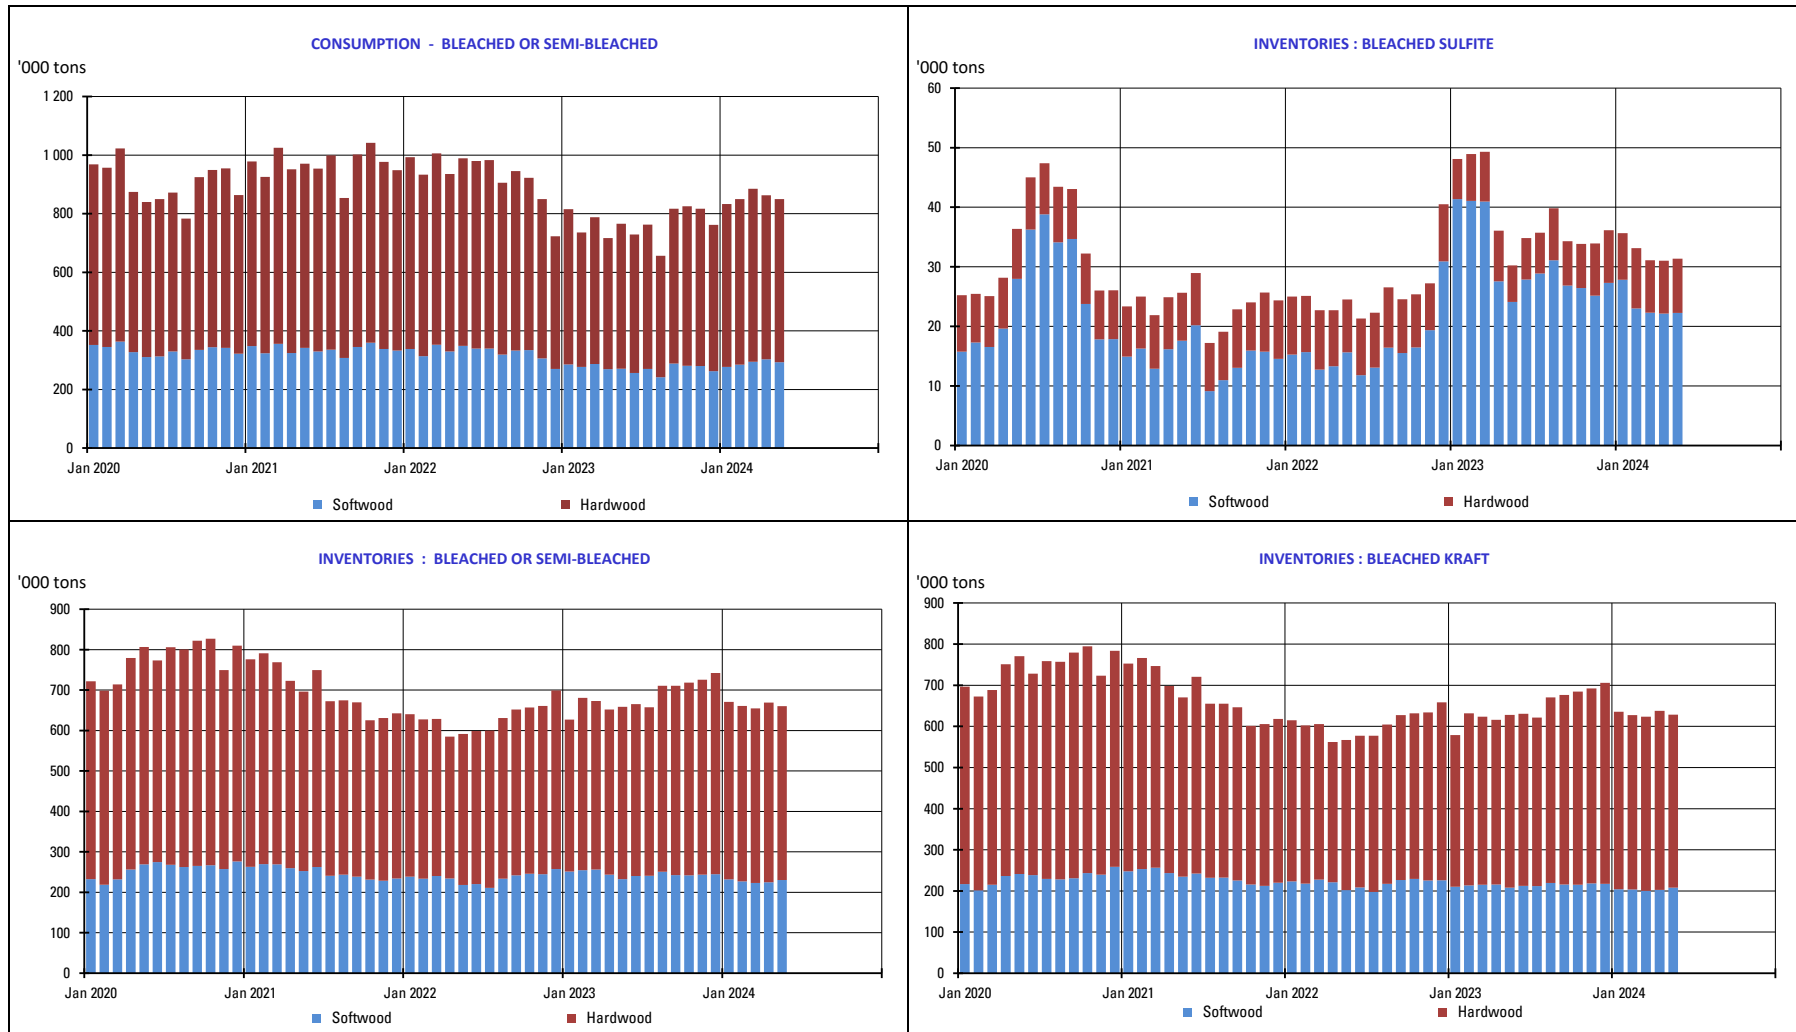 CONSUMPTION - BLEACHED OR SEMI-BLEACHED
'000 tons
1 200
1 000
800
600
400
200
0
Jan 2020 Jan 2021 Jan 2022 Jan 2023 Jan 2024
Softwood Hardwood
INVENTORIES : BLEACHED SULFITE
'000 tons
60
50
40
30
20
10
0
Jan 2020 Jan 2021 Jan 2022 Jan 2023 Jan 2024
Softwood Hardwood
INVENTORIES : BLEACHED OR SEMI-BLEACHED
'000 tons
900
800
700
600
500
400
300
200
100
0
Jan 2020 Jan 2021 Jan 2022 Jan 2023 Jan 2024
Softwood Hardwood
INVENTORIES : BLEACHED KRAFT
'000 tons
900
800
700
600
500
400
300
200
100
0
Jan 2020 Jan 2021 Jan 2022 Jan 2023 Jan 2024
Softwood Hardwood